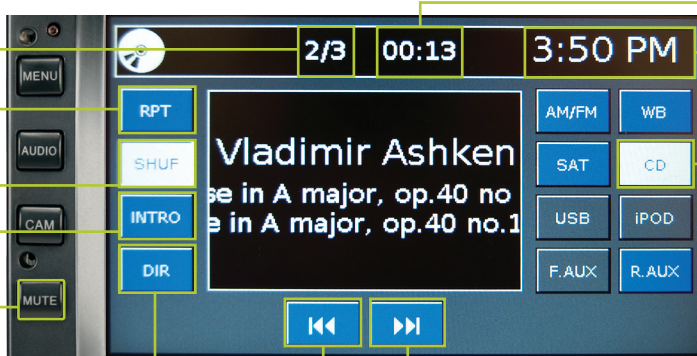 2/3 00:13 3:50 PM
MENU
RPT
AM/FM WB
AUDIO
SHUF
Vladimir Ashken
SAT CD
se in A major, op.40 no
INTRO
e in A major, op.40 no.1
USB iPOD
CAM
DIR
F.AUX R.AUX
MUTE